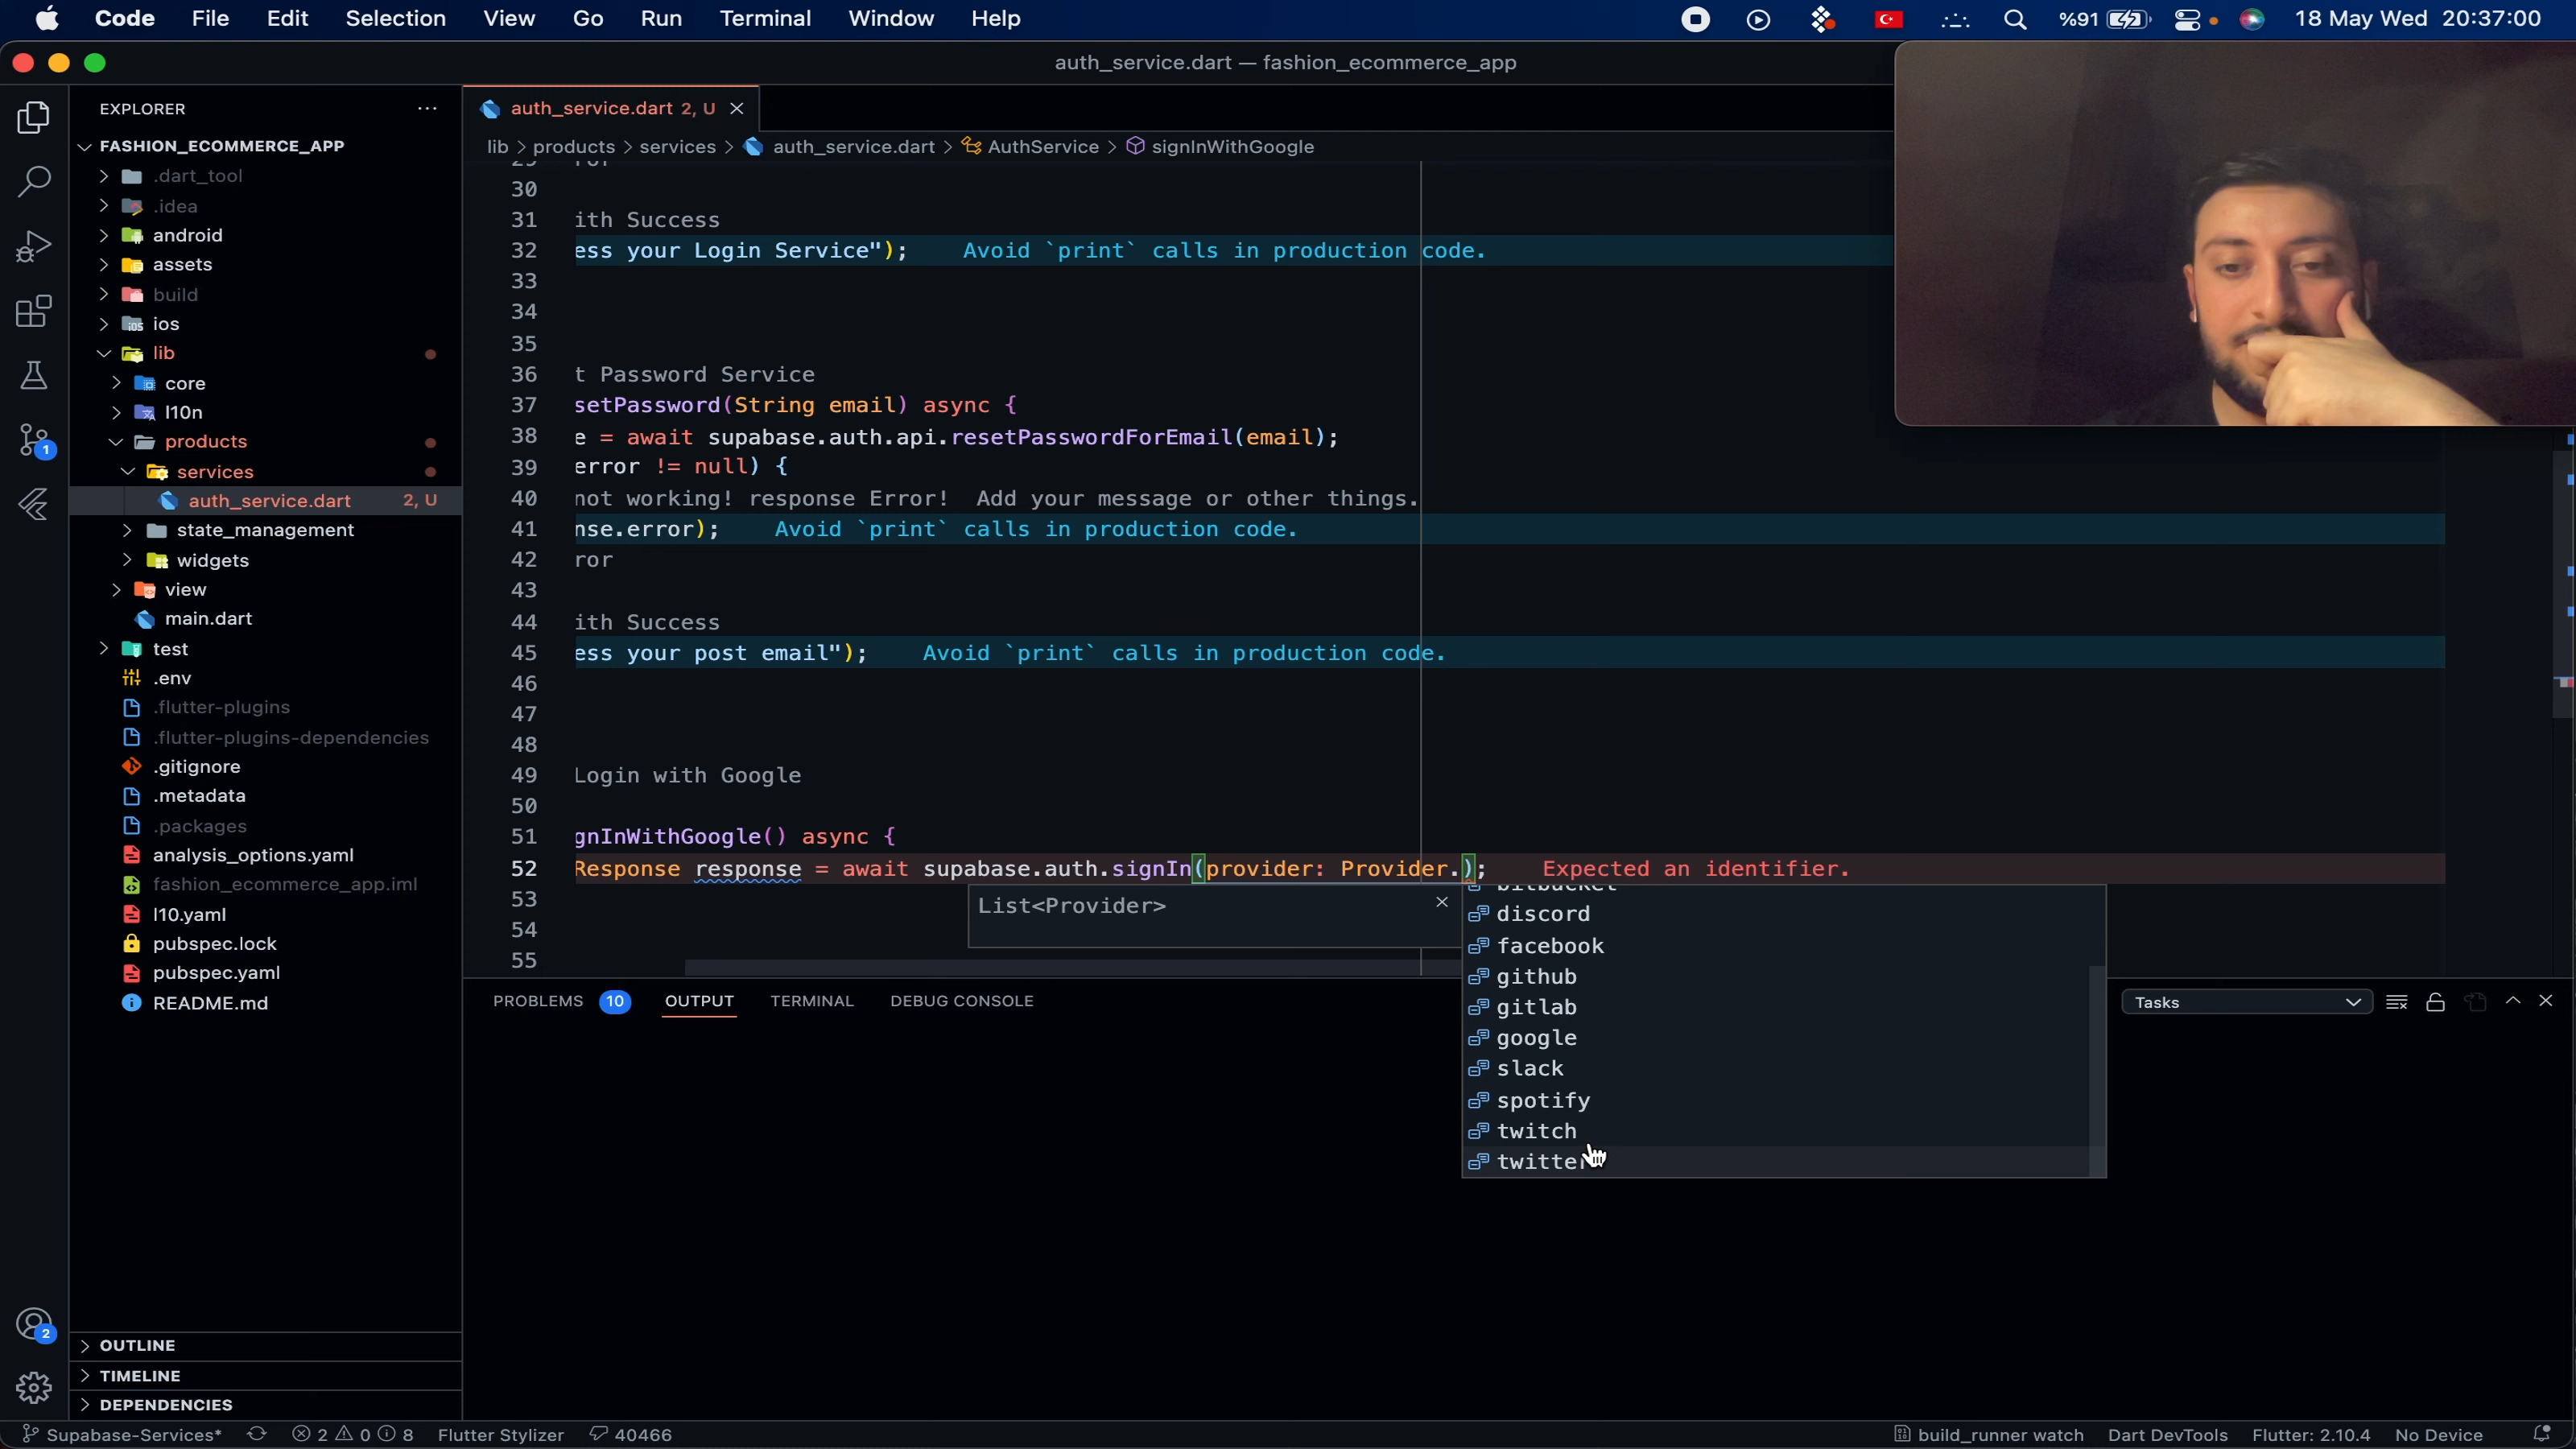 Code File Edit Selection View Go Run Terminal Window Help %91 18 May Wed 20:37:00
auth_service.dart — fashion_ecommerce_app
EXPLORER
FASHION_ECOMMERCE_APP
.dart_tool
.idea
android
assets
build
ios
lib
core
l10n
products
services
auth_service.dart 2, U
state_management
widgets
view
main.dart
test
.env
.flutter-plugins
.flutter-plugins-dependencies
.gitignore
.metadata
.packages
analysis_options.yaml
fashion_ecommerce_app.iml
l10.yaml
pubspec.lock
pubspec.yaml
README.md
OUTLINE
TIMELINE
DEPENDENCIES
1
2
auth_service.dart 2, U
lib > products > services > auth_service.dart > AuthService > signInWithGoogle
30
31 ith Success
32 ess your Login Service"); Avoid `print` calls in production code.
33
34
35
36 t Password Service
37 setPassword(String email) async {
38 e = await supabase.auth.api.resetPasswordForEmail(email);
39 error != null) {
40 not working! response Error! Add your message or other things.
41 nse.error); Avoid `print` calls in production code.
42 ror
43
44 ith Success
45 ess your post email"); Avoid `print` calls in production code.
46
47
48
49 Login with Google
50
51 gnInWithGoogle() async {
52 Response response = await supabase.auth.signIn(provider: Provider.); Expected an identifier.
53
54
55
List<Provider>
bitbucket
discord
facebook
github
gitlab
google
slack
spotify
twitch
twitter
PROBLEMS 10 OUTPUT TERMINAL DEBUG CONSOLE Tasks
Supabase-Services* 2 0 8 Flutter Stylizer 40466 build_runner watch Dart DevTools Flutter: 2.10.4 No Device